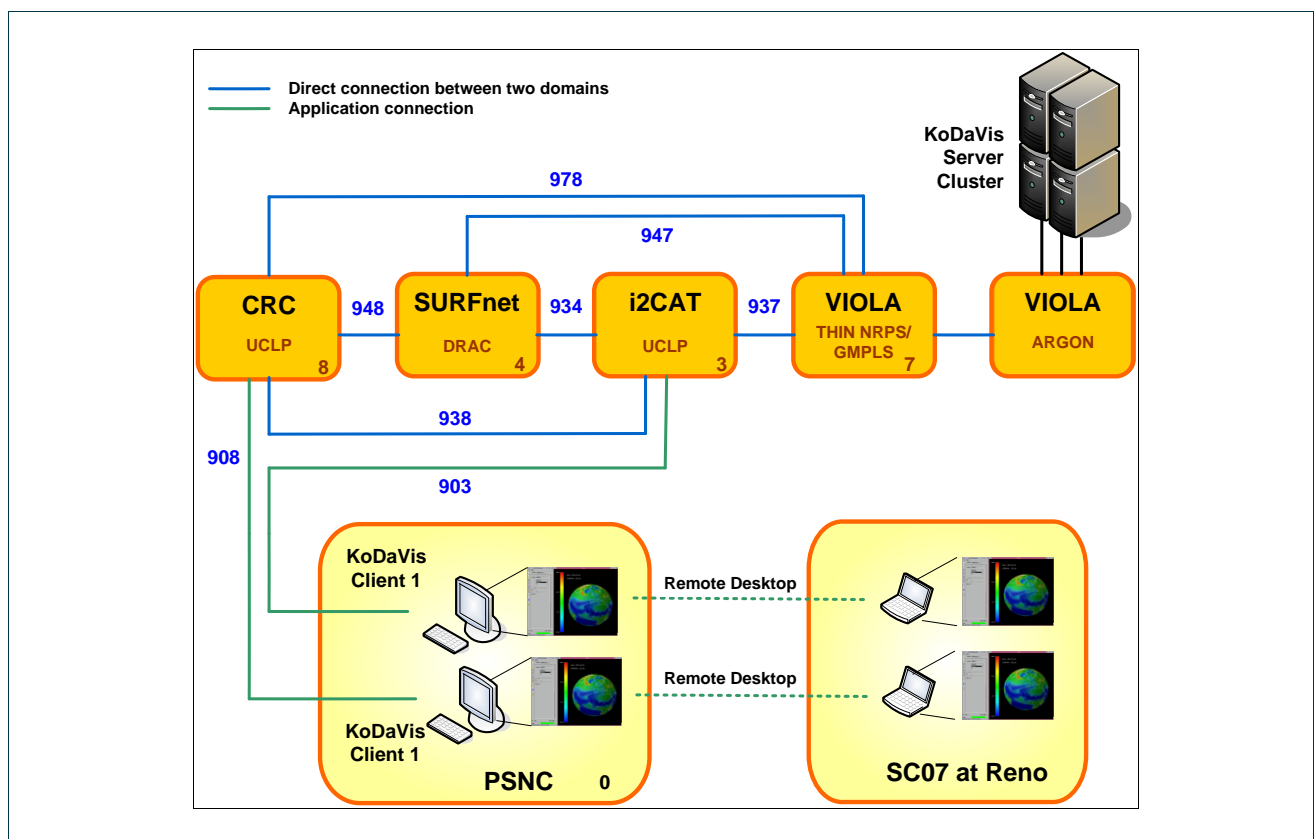 Direct connection between two domains
Application connection
KoDaVis
Server
Cluster
978
947
CRC
UCLP
8
948
SURFnet
DRAC
4
934
i2CAT
UCLP
3
937
VIOLA
THIN NRPS/
GMPLS
7
VIOLA
ARGON
938
908
903
KoDaVis
Client 1
Remote Desktop
Remote Desktop
KoDaVis
Client 1
PSNC 0
SC07 at Reno